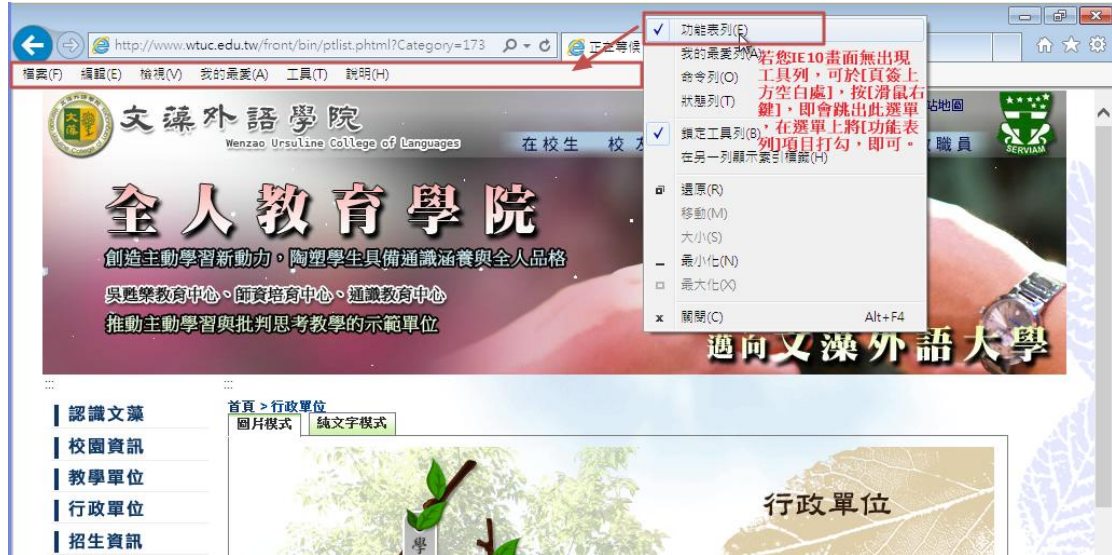 http://www.wtuc.edu.tw/front/bin/ptlist.phtml?Category=173
正在等候
檔案(F) 編輯(E) 檢視(V) 我的最愛(A) 工具(T) 說明(H)
功能表列(E)
我的最愛列(A)
命令列(O)
狀態列(T)
鎖定工具列(B)
在另一列顯示索引標籤(H)
還原(R)
移動(M)
大小(S)
最小化(N)
最大化(X)
關閉(C) Alt+F4
若您IE10畫面無出現
工具列,可於[頁簽上
方空白處],按[滑鼠右
鍵],即會跳出此選單
,在選單上將[功能表
列]項目打勾,即可。
文藻外語學院
Wenzao Ursuline College of Languages
站地圖
在校生 校友
職員
SERVIAM
全人教育學院
創造主動學習新動力,陶塑學生具備通識涵養與全人品格
吳甦樂教育中心、師資培育中心、通識教育中心
推動主動學習與批判思考教學的示範單位
邁向文藻外語大學
認識文藻
校園資訊
教學單位
行政單位
招生資訊
首頁 > 行政單位
圖片模式 純文字模式
行政單位
學